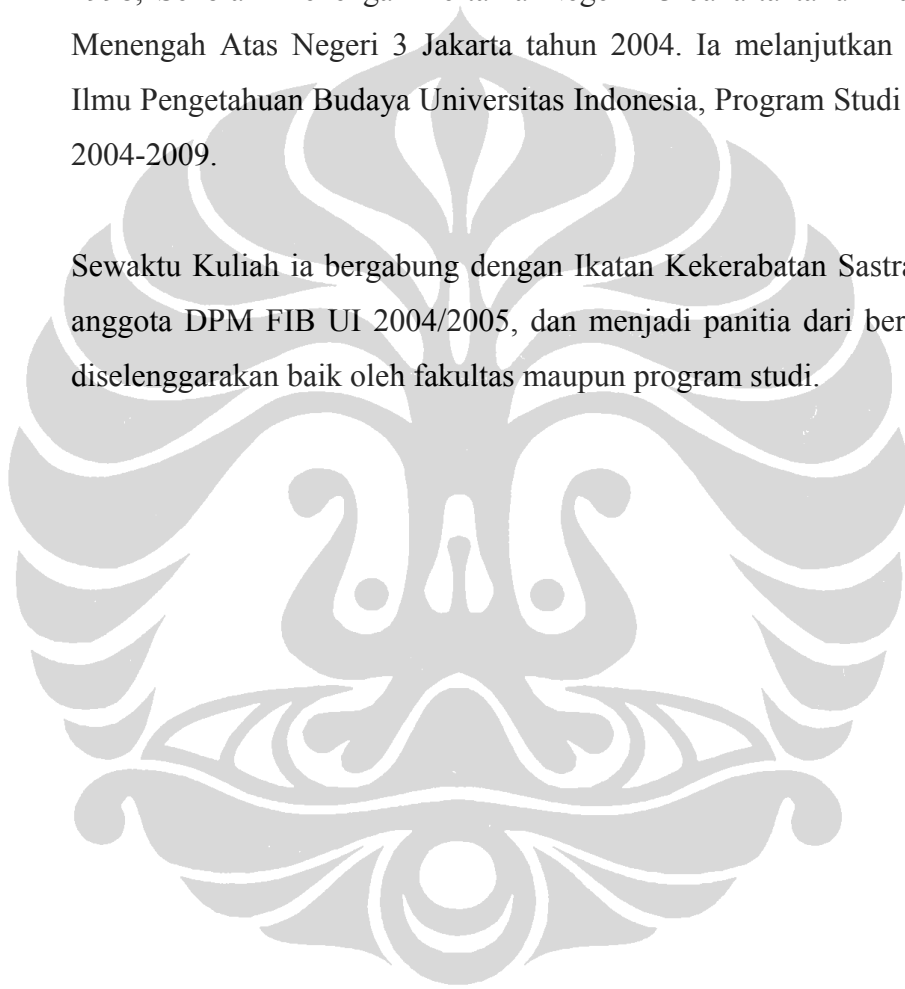 Menengah Atas Negeri 3 Jakarta tahun 2004. Ia melanjutkan
Ilmu Pengetahuan Budaya Universitas Indonesia, Program Studi
2004-2009.
Sewaktu Kuliah ia bergabung dengan Ikatan Kekerabatan Sastra
anggota DPM FIB UI 2004/2005, dan menjadi panitia dari ber
diselenggarakan baik oleh fakultas maupun program studi.